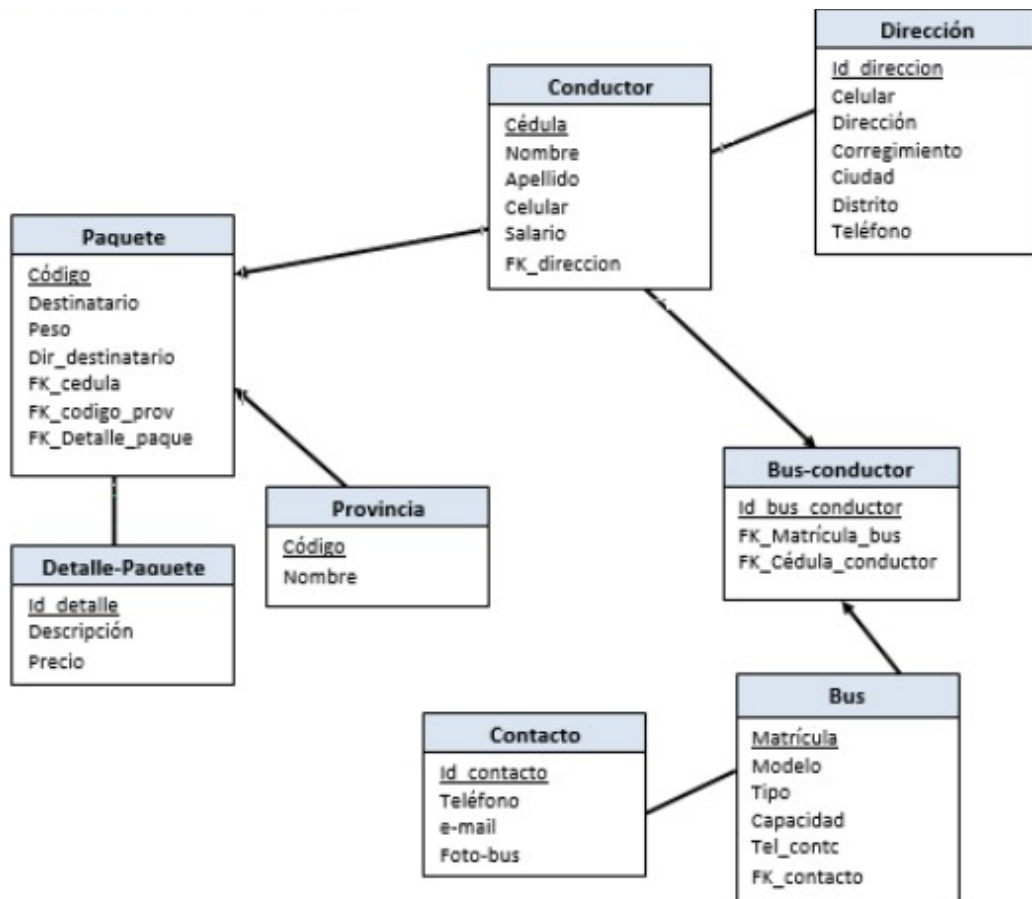 Dirección
Id_direccion
Celular
Dirección
Corregimiento
Ciudad
Distrito
Teléfono
Conductor
Cédula
Nombre
Apellido
Celular
Salario
FK_direccion
Paquete
Código
Destinatario
Peso
Dir_destinatario
FK_cedula
FK_codigo_prov
FK_Detalle_paque
Provincia
Código
Nombre
Detalle-Paquete
Id_detalle
Descripción
Precio
Bus-conductor
Id_bus_conductor
FK_Matrícula_bus
FK_Cédula_conductor
Contacto
Id_contacto
Teléfono
e-mail
Foto-bus
Bus
Matrícula
Modelo
Tipo
Capacidad
Tel_contc
FK_contacto